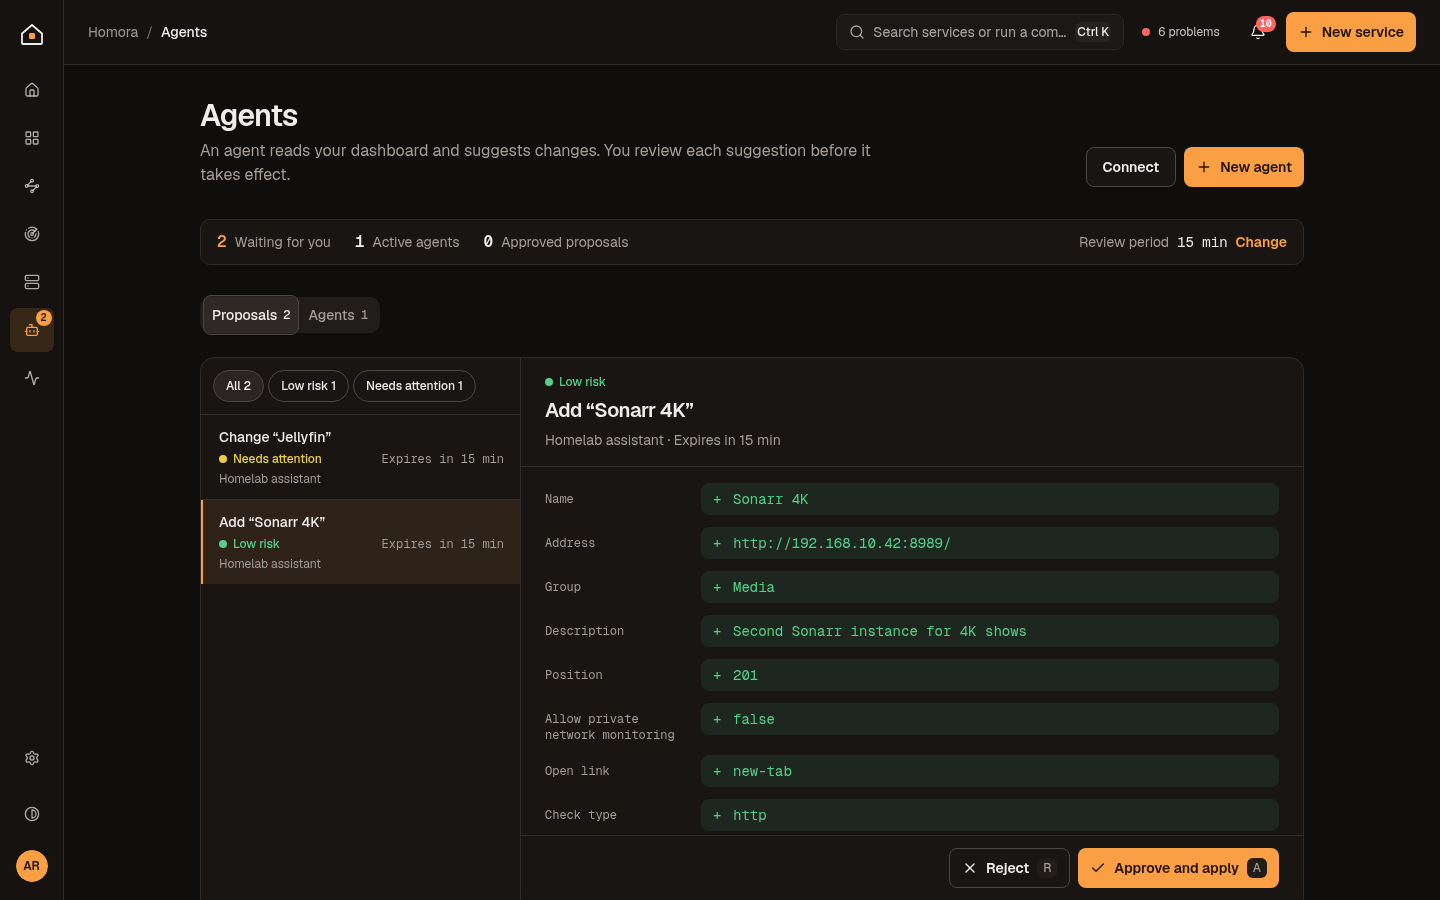 Homora / Agents
Search services or run a com... Ctrl K
6 problems
10
+ New service
Agents
An agent reads your dashboard and suggests changes. You review each suggestion before it
takes effect.
Connect
+ New agent
2 Waiting for you 1 Active agents 0 Approved proposals
Review period 15 min Change
2
Proposals 2 Agents 1
All 2 Low risk 1 Needs attention 1
Change “Jellyfin”
Needs attention Expires in 15 min
Homelab assistant
Add “Sonarr 4K”
Low risk Expires in 15 min
Homelab assistant
Low risk
Add “Sonarr 4K”
Homelab assistant · Expires in 15 min
Name + Sonarr 4K
Address + http://192.168.10.42:8989/
Group + Media
Description + Second Sonarr instance for 4K shows
Position + 201
Allow private + false
network monitoring
Open link + new-tab
Check type + http
Reject R
Approve and apply A
AR